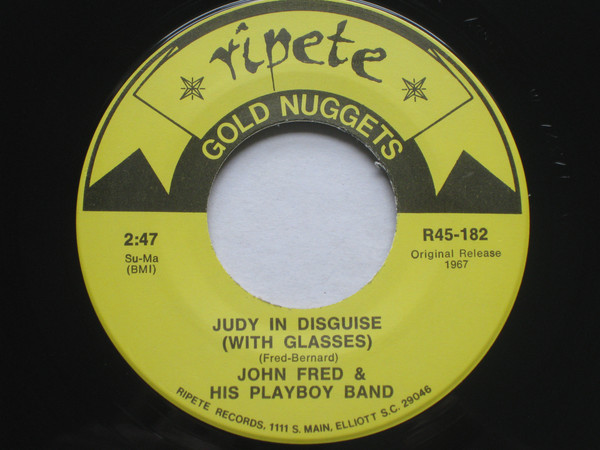 ripete
GOLD NUGGETS
2:47
Su-Ma
(BMI)
R45-182
Original Release
1967
JUDY IN DISGUISE
(WITH GLASSES)
(Fred-Bernard)
JOHN FRED &
HIS PLAYBOY BAND
RIPETE RECORDS, 1111 S. MAIN, ELLIOTT S.C. 29046